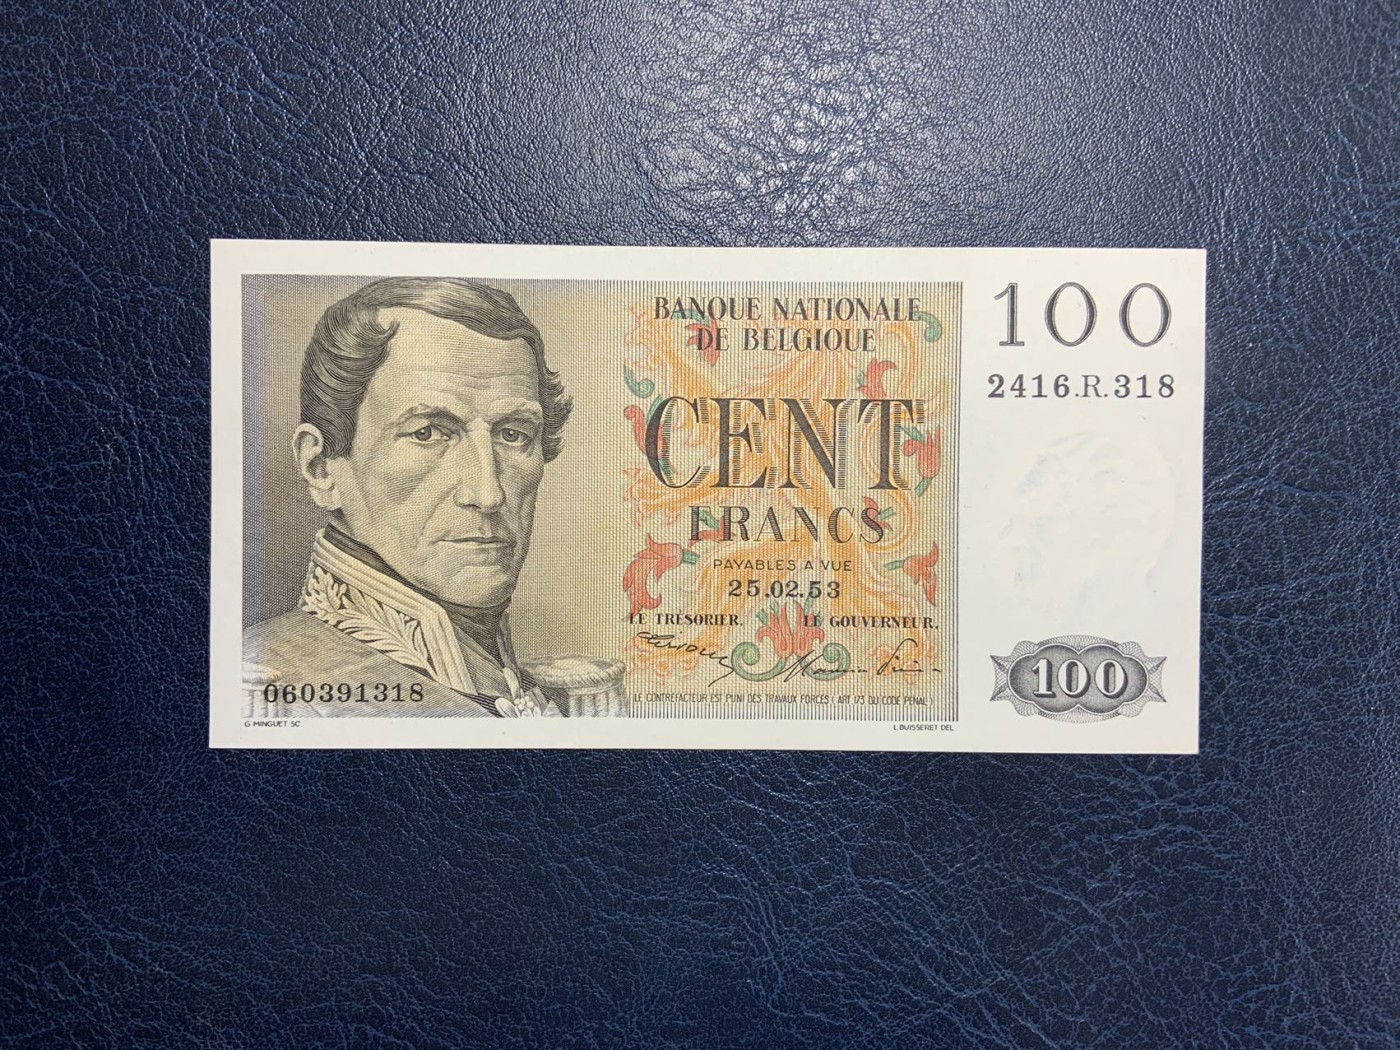 BANQUE NATIONALE
DE BELGIQUE
CENT
FRANCS
PAYABLES A VUE
25.02.53
LE TRÉSORIER. LE GOUVERNEUR.
LE CONTREFACTEUR EST PUNI DES TRAVAUX FORCÉS (ART 173 DU CODE PENAL)
060391318
G MINGUET SC
L BUISSERET DEL
100
2416.R.318
100